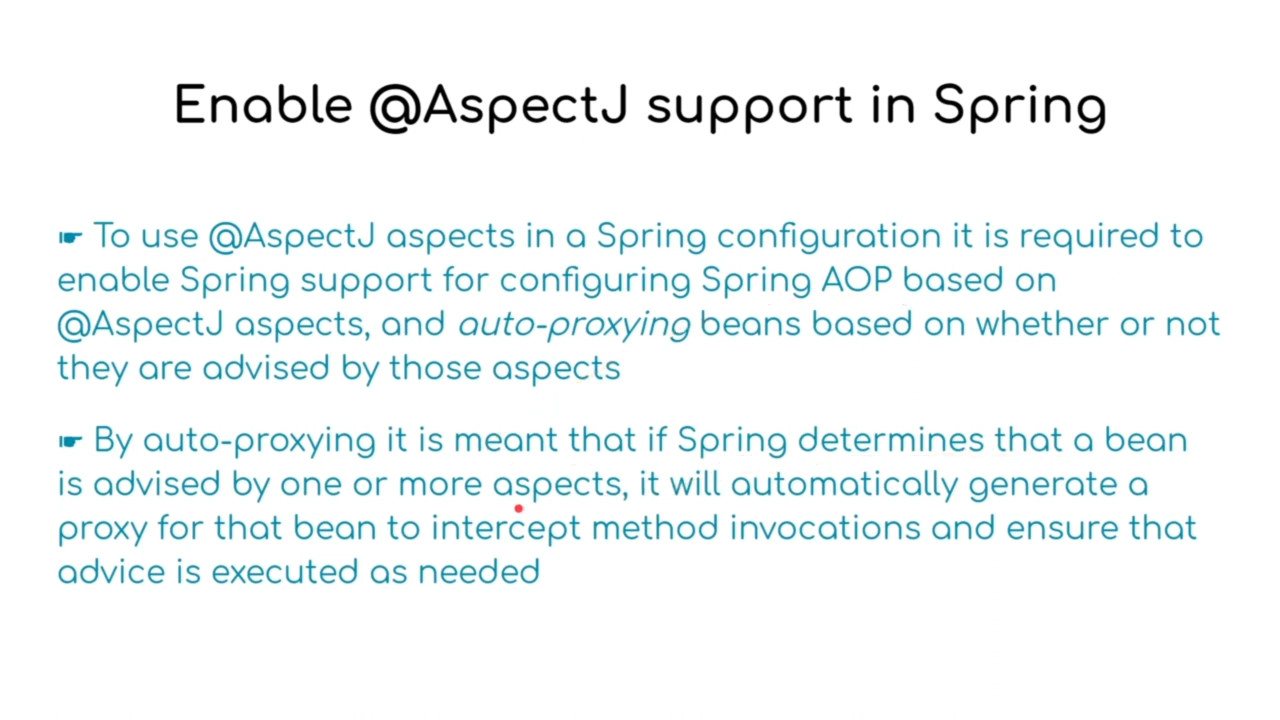 Enable @AspectJ support in Spring
☛ To use @AspectJ aspects in a Spring configuration it is required to
enable Spring support for configuring Spring AOP based on
@AspectJ aspects, and auto-proxying beans based on whether or not
they are advised by those aspects
☛ By auto-proxying it is meant that if Spring determines that a bean
is advised by one or more aspects, it will automatically generate a
proxy for that bean to intercept method invocations and ensure that
advice is executed as needed